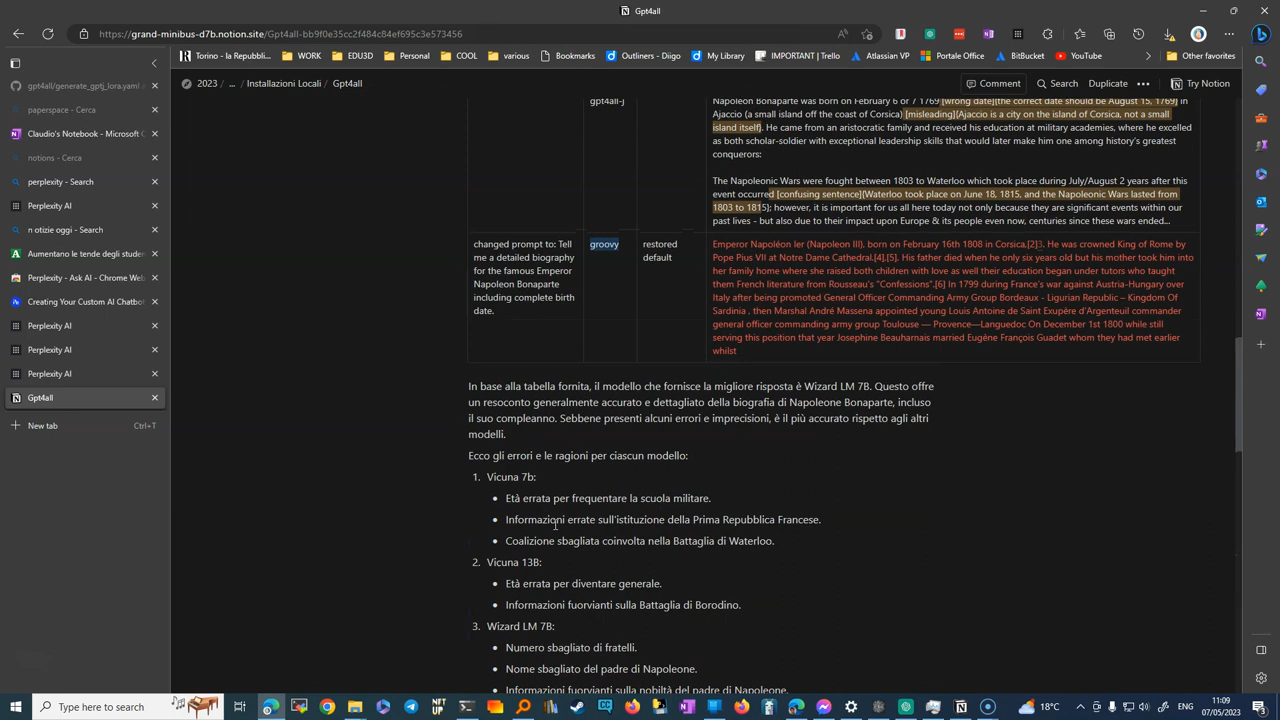 Gpt4all
https://grand-minibus-d7b.notion.site/Gpt4all-bb9f0e35cc2f484c84ef695c3e573456
Torino - la Republi...
WORK
EDU3D
Personal
COOL
various
Bookmarks
Outliners - Diigo
My Library
IMPORTANT | Trello
Atlassian VP
Portale Office
BitBucket
YouTube
Other favorites
2023 / ... / Installazioni Locali / Gpt4all
Comment
Search
Duplicate
Try Notion
gpt4all/generate_gptj_lora.yaml a
paperspace - Cerca
Claudio's Notebook - Microsoft C
notions - Cerca
perplexity - Search
Perplexity AI
n otizie oggi - Search
Aumentano le tende degli student
Perplexity - Ask AI - Chrome Web
Creating Your Custom AI Chatbot
Perplexity AI
Perplexity AI
Perplexity AI
Gpt4all
New tab
Ctrl+T
gpt4all-j
Napoleon Bonaparte was born on February 6 or 7 1769 [wrong date][the correct date should be August 15, 1769] in
Ajaccio (a small island off the coast of Corsica) [misleading][Ajaccio is a city on the island of Corsica, not a small
island itself]. He came from an aristocratic family and received his education at military academies, where he excelled
as both scholar-soldier with exceptional leadership skills that would later make him one among history's greatest
conquerors:
The Napoleonic Wars were fought between 1803 to Waterloo which took place during July/August 2 years after this
event occurred [confusing sentence][Waterloo took place on June 18, 1815, and the Napoleonic Wars lasted from
1803 to 1815]; however, it is important for us all here today not only because they are significant events within our
past lives - but also due to their impact upon Europe & its people even now, centuries since these wars ended...
changed prompt to: Tell
me a detailed biography
for the famous Emperor
Napoleon Bonaparte
including complete birth
date.
groovy
restored
default
Emperor Napoléon Ier (Napoleon III), born on February 16th 1808 in Corsica,[2]3. He was crowned King of Rome by
Pope Pius VII at Notre Dame Cathedral.[4],[5]. His father died when he only six years old but his mother took him into
her family home where she raised both children with love as well their education began under tutors who taught
them French literature from Rousseau's "Confessions".[6] In 1799 during France's war against Austria-Hungary over
Italy after being promoted General Officer Commanding Army Group Bordeaux - Ligurian Republic – Kingdom Of
Sardinia , then Marshal André Massena appointed young Louis Antoine de Saint Exupère d'Argenteuil commander
general officer commanding army group Toulouse — Provence—Languedoc On December 1st 1800 while still
serving this position that year Josephine Beauharnais married Eugène François Guadet whom they had met earlier
whilst
In base alla tabella fornita, il modello che fornisce la migliore risposta è Wizard LM 7B. Questo offre
un resoconto generalmente accurato e dettagliato della biografia di Napoleone Bonaparte, incluso
il suo compleanno. Sebbene presenti alcuni errori e imprecisioni, è il più accurato rispetto agli altri
modelli.
Ecco gli errori e le ragioni per ciascun modello:
1. Vicuna 7b:
• Età errata per frequentare la scuola militare.
• Informazioni errate sull'istituzione della Prima Repubblica Francese.
• Coalizione sbagliata coinvolta nella Battaglia di Waterloo.
2. Vicuna 13B:
• Età errata per diventare generale.
• Informazioni fuorvianti sulla Battaglia di Borodino.
3. Wizard LM 7B:
• Numero sbagliato di fratelli.
• Nome sbagliato del padre di Napoleone.
• Informazioni fuorvianti sulla nobiltà del padre di Napoleone.
Type here to search
NFT
UP
CC
18°C
11:09
07/05/2023